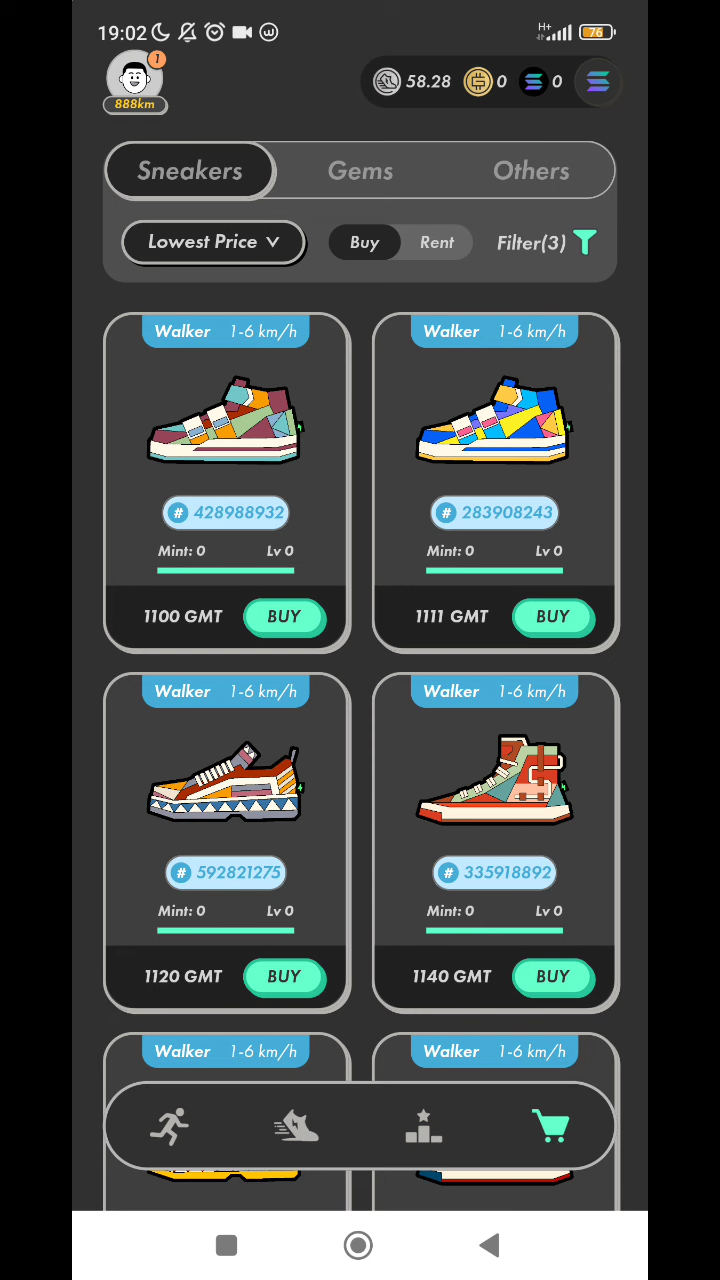 19:02 H+ 76
1
888km
58.28 0 0
Sneakers Gems Others
Lowest Price Buy Rent Filter(3)
Walker 1-6 km/h
# 428988932
Mint: 0 Lv 0
1100 GMT BUY
Walker 1-6 km/h
# 283908243
Mint: 0 Lv 0
1111 GMT BUY
Walker 1-6 km/h
# 592821275
Mint: 0 Lv 0
1120 GMT BUY
Walker 1-6 km/h
# 335918892
Mint: 0 Lv 0
1140 GMT BUY
Walker 1-6 km/h
Walker 1-6 km/h